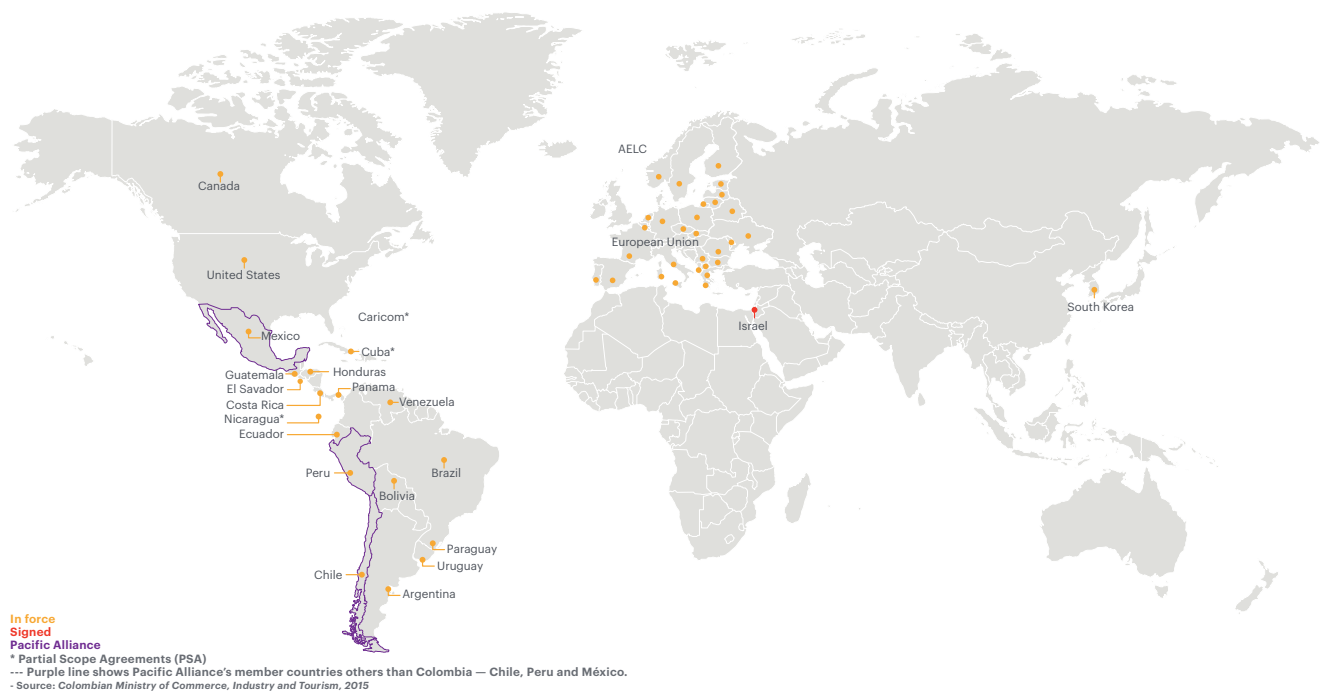 AELC
Canada
European Union
United States
South Korea
Caricom*
Israel
Mexico
Cuba*
Guatemala
Honduras
El Savador
Panama
Costa Rica
Venezuela
Nicaragua*
Ecuador
Peru
Brazil
Bolivia
Paraguay
Uruguay
Chile
Argentina
In force
Signed
Pacific Alliance
* Partial Scope Agreements (PSA)
--- Purple line shows Pacific Alliance’s member countries others than Colombia — Chile, Peru and México.
- Source: Colombian Ministry of Commerce, Industry and Tourism, 2015